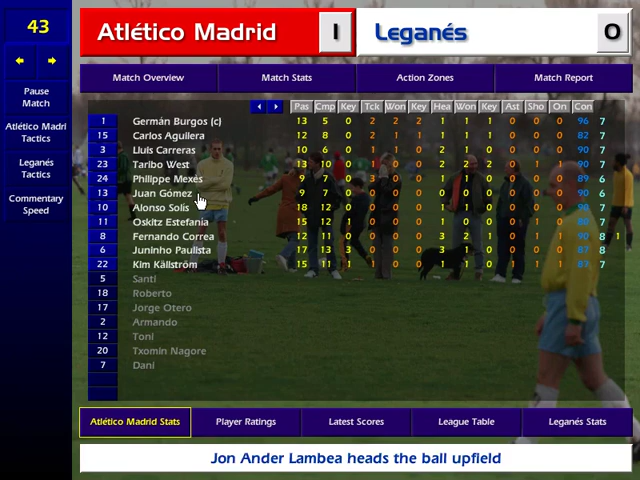 43
Atlético Madrid 1
Leganés 0
Match Overview Match Stats Action Zones Match Report
Pause Match
Atlético Madri Tactics
Leganés Tactics
Commentary Speed
Pas Cmp Key Tck Won Key Hea Won Key Ast Sho On Con
1 Germán Burgos (c) 13 5 0 2 2 2 1 1 1 0 0 0 96 7
15 Carlos Aguilera 12 8 0 2 1 1 1 1 0 0 0 0 82 7
3 Lluis Carreras 10 6 0 1 1 0 2 1 0 0 0 0 90 7
23 Taribo West 13 10 0 1 0 0 2 2 2 0 1 1 90 7
24 Philippe Mexés 9 7 0 3 0 0 1 1 0 0 0 0 89 6
13 Juan Gómez 9 7 0 0 0 0 1 0 0 0 0 0 90 6
10 Alonso Solís 18 12 0 1 0 0 0 0 0 0 0 90 7
11 Oskitz Estefanía 15 12 0 0 0 1 0 0 0 1 0 88 7
8 Fernando Correa 12 11 0 0 0 0 3 2 1 0 1 1 90 8 1
6 Juninho Paulista 17 13 0 0 3 1 0 0 0 0 87 8
22 Kim Källström 15 11 1 1 0 0 1 1 0 0 0 0 87 7
5 Santi
18 Roberto
17 Jorge Otero
2 Armando
12 Toni
20 Txomin Nagore
7 Dani
Atlético Madrid Stats Player Ratings Latest Scores League Table Leganés Stats
Jon Ander Lambea heads the ball upfield